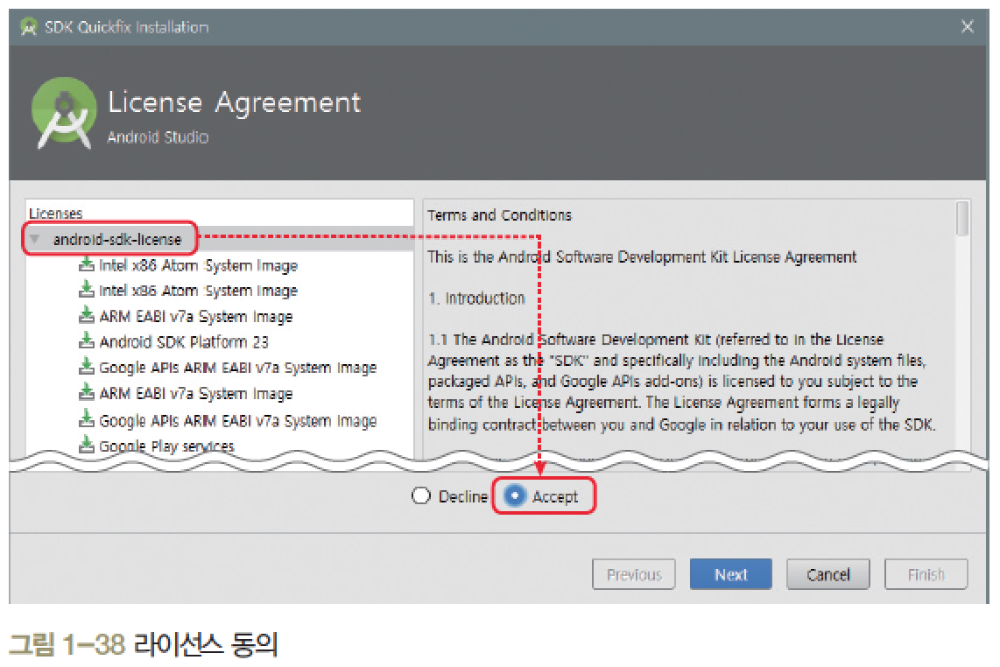 SDK Quickfix Installation
License Agreement
Android Studio
Licenses
android-sdk-license
Intel x86 Atom System Image
Intel x86 Atom System Image
ARM EABI v7a System Image
Android SDK Platform 23
Google APIs ARM EABI v7a System Image
ARM EABI v7a System Image
Google APIs ARM EABI v7a System Image
Google Play services
Terms and Conditions
This is the Android Software Development Kit License Agreement
1. Introduction
1.1 The Android Software Development Kit (referred to in the License
Agreement as the "SDK" and specifically including the Android system files,
packaged APIs, and Google APIs add-ons) is licensed to you subject to the
terms of the License Agreement. The License Agreement forms a legally
binding contract between you and Google in relation to your use of the SDK.
Decline
Accept
Previous
Next
Cancel
Finish
그림 1-38 라이선스 동의